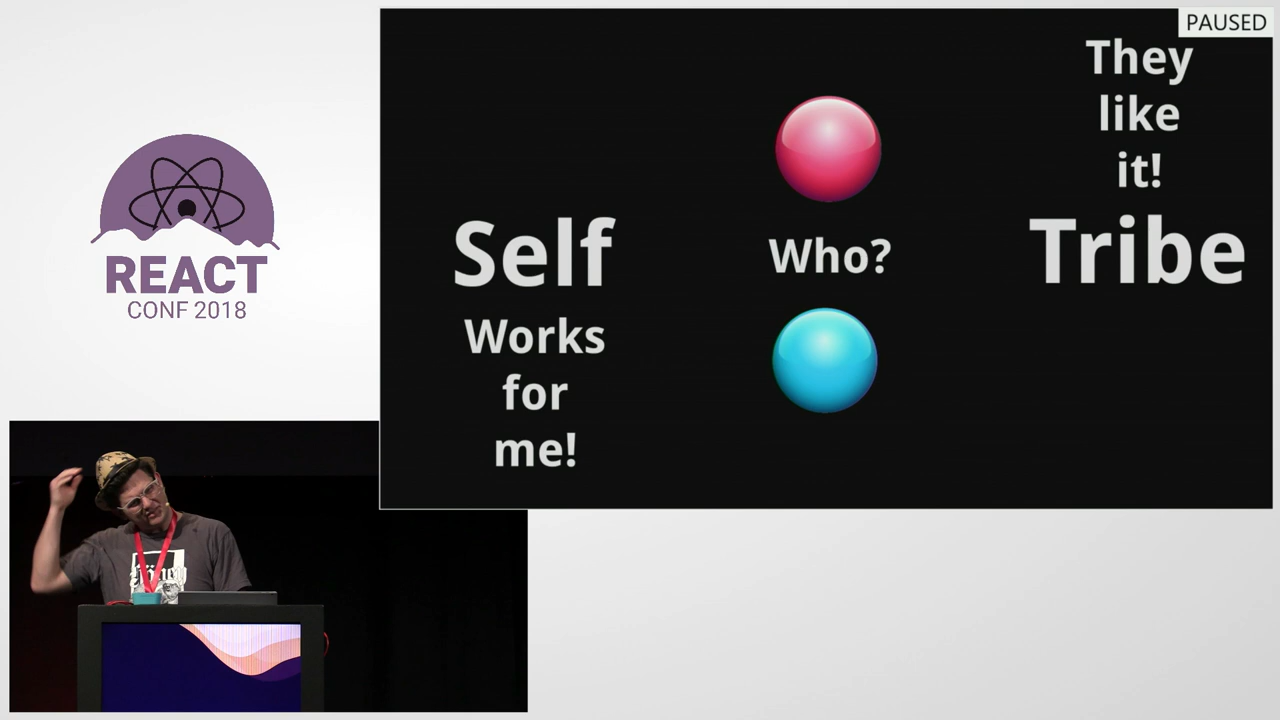 REACT
CONF 2018
PAUSED
They
like
it!
Self
Who?
Tribe
Works
for
me!